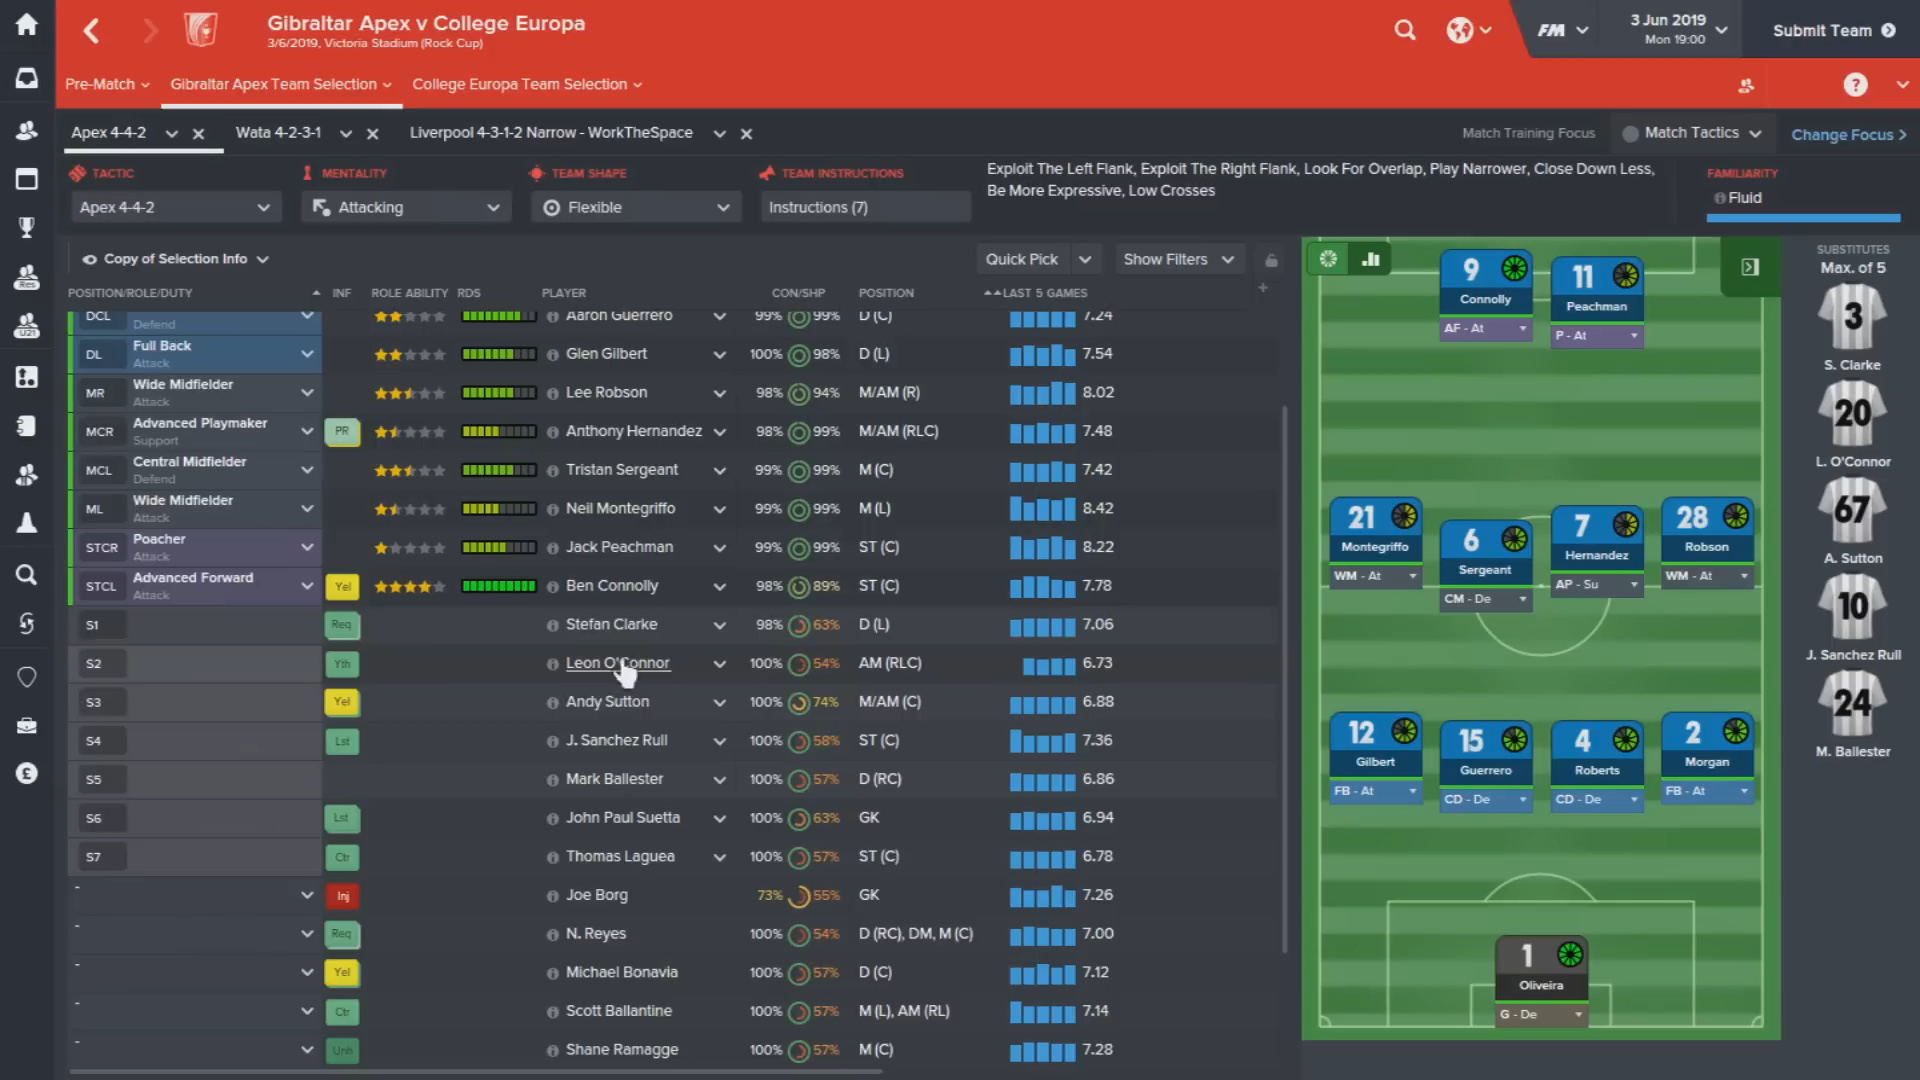 Gibraltar Apex v College Europa
3/6/2019, Victoria Stadium (Rock Cup)
FM
3 Jun 2019
Mon 19:00
Submit Team
Pre-Match
Gibraltar Apex Team Selection
College Europa Team Selection
?
Apex 4-4-2
Wata 4-2-3-1
Liverpool 4-3-1-2 Narrow - WorkTheSpace
Match Training Focus
Match Tactics
Change Focus >
TACTIC
MENTALITY
TEAM SHAPE
TEAM INSTRUCTIONS
Apex 4-4-2
Attacking
Flexible
Instructions (7)
Exploit The Left Flank, Exploit The Right Flank, Look For Overlap, Play Narrower, Close Down Less,
Be More Expressive, Low Crosses
FAMILIARITY
Fluid
Copy of Selection Info
Quick Pick
Show Filters
POSITION/ROLE/DUTY INF ROLE ABILITY RDS PLAYER CON/SHP POSITION LAST 5 GAMES
DCL Defend Aaron Guerrero 99% 99% D (C) 7.24
DL Full Back Attack Glen Gilbert 100% 98% D (L) 7.54
MR Wide Midfielder Attack Lee Robson 98% 94% M/AM (R) 8.02
MCR Advanced Playmaker Support PR Anthony Hernandez 98% 99% M/AM (RLC) 7.48
MCL Central Midfielder Defend Tristan Sergeant 99% 99% M (C) 7.42
ML Wide Midfielder Attack Neil Montegriffo 99% 99% M (L) 8.42
STCR Poacher Attack Jack Peachman 99% 99% ST (C) 8.22
STCL Advanced Forward Attack Yel Ben Connolly 98% 89% ST (C) 7.78
S1 Req Stefan Clarke 98% 63% D (L) 7.06
S2 Yth Leon O'Connor 100% 54% AM (RLC) 6.73
S3 Yel Andy Sutton 100% 74% M/AM (C) 6.88
S4 Lst J. Sanchez Rull 100% 58% ST (C) 7.36
S5 Mark Ballester 100% 57% D (RC) 6.86
S6 Lst John Paul Suetta 100% 63% GK 6.94
S7 Ctr Thomas Laguea 100% 57% ST (C) 6.78
- Inj Joe Borg 73% 55% GK 7.26
- Req N. Reyes 100% 54% D (RC), DM, M (C) 7.00
- Yel Michael Bonavia 100% 57% D (C) 7.12
- Ctr Scott Ballantine 100% 57% M (L), AM (RL) 7.14
- Unh Shane Ramagge 100% 57% M (C) 7.28
9 Connolly AF - At
11 Peachman P - At
21 Montegriffo WM - At
6 Sergeant CM - De
7 Hernandez AP - Su
28 Robson WM - At
12 Gilbert FB - At
15 Guerrero CD - De
4 Roberts CD - De
2 Morgan FB - At
1 Oliveira G - De
SUBSTITUTES
Max. of 5
3
S. Clarke
20
L. O'Connor
67
A. Sutton
10
J. Sanchez Rull
24
M. Ballester
Res
U21